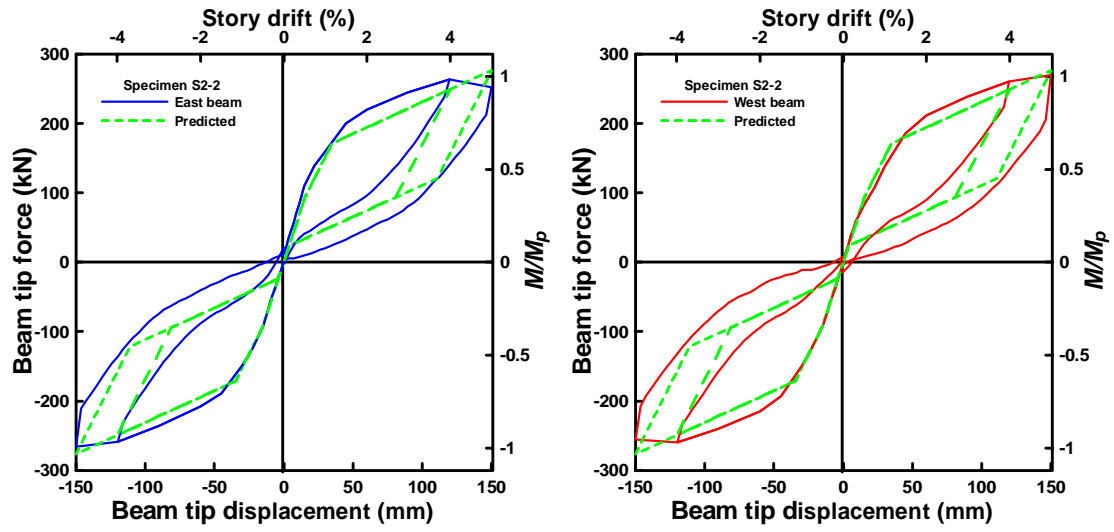 Story drift (%)
-4 -2 0 2 4
300
200
100
0
-100
-200
-300
Beam tip force (kN)
Specimen S2-2
East beam
Predicted
1
0.5
0
-0.5
-1
M/Mp
-150 -100 -50 0 50 100 150
Beam tip displacement (mm)
Story drift (%)
-4 -2 0 2 4
300
200
100
0
-100
-200
-300
Beam tip force (kN)
Specimen S2-2
West beam
Predicted
1
0.5
0
-0.5
-1
M/Mp
-150 -100 -50 0 50 100 150
Beam tip displacement (mm)